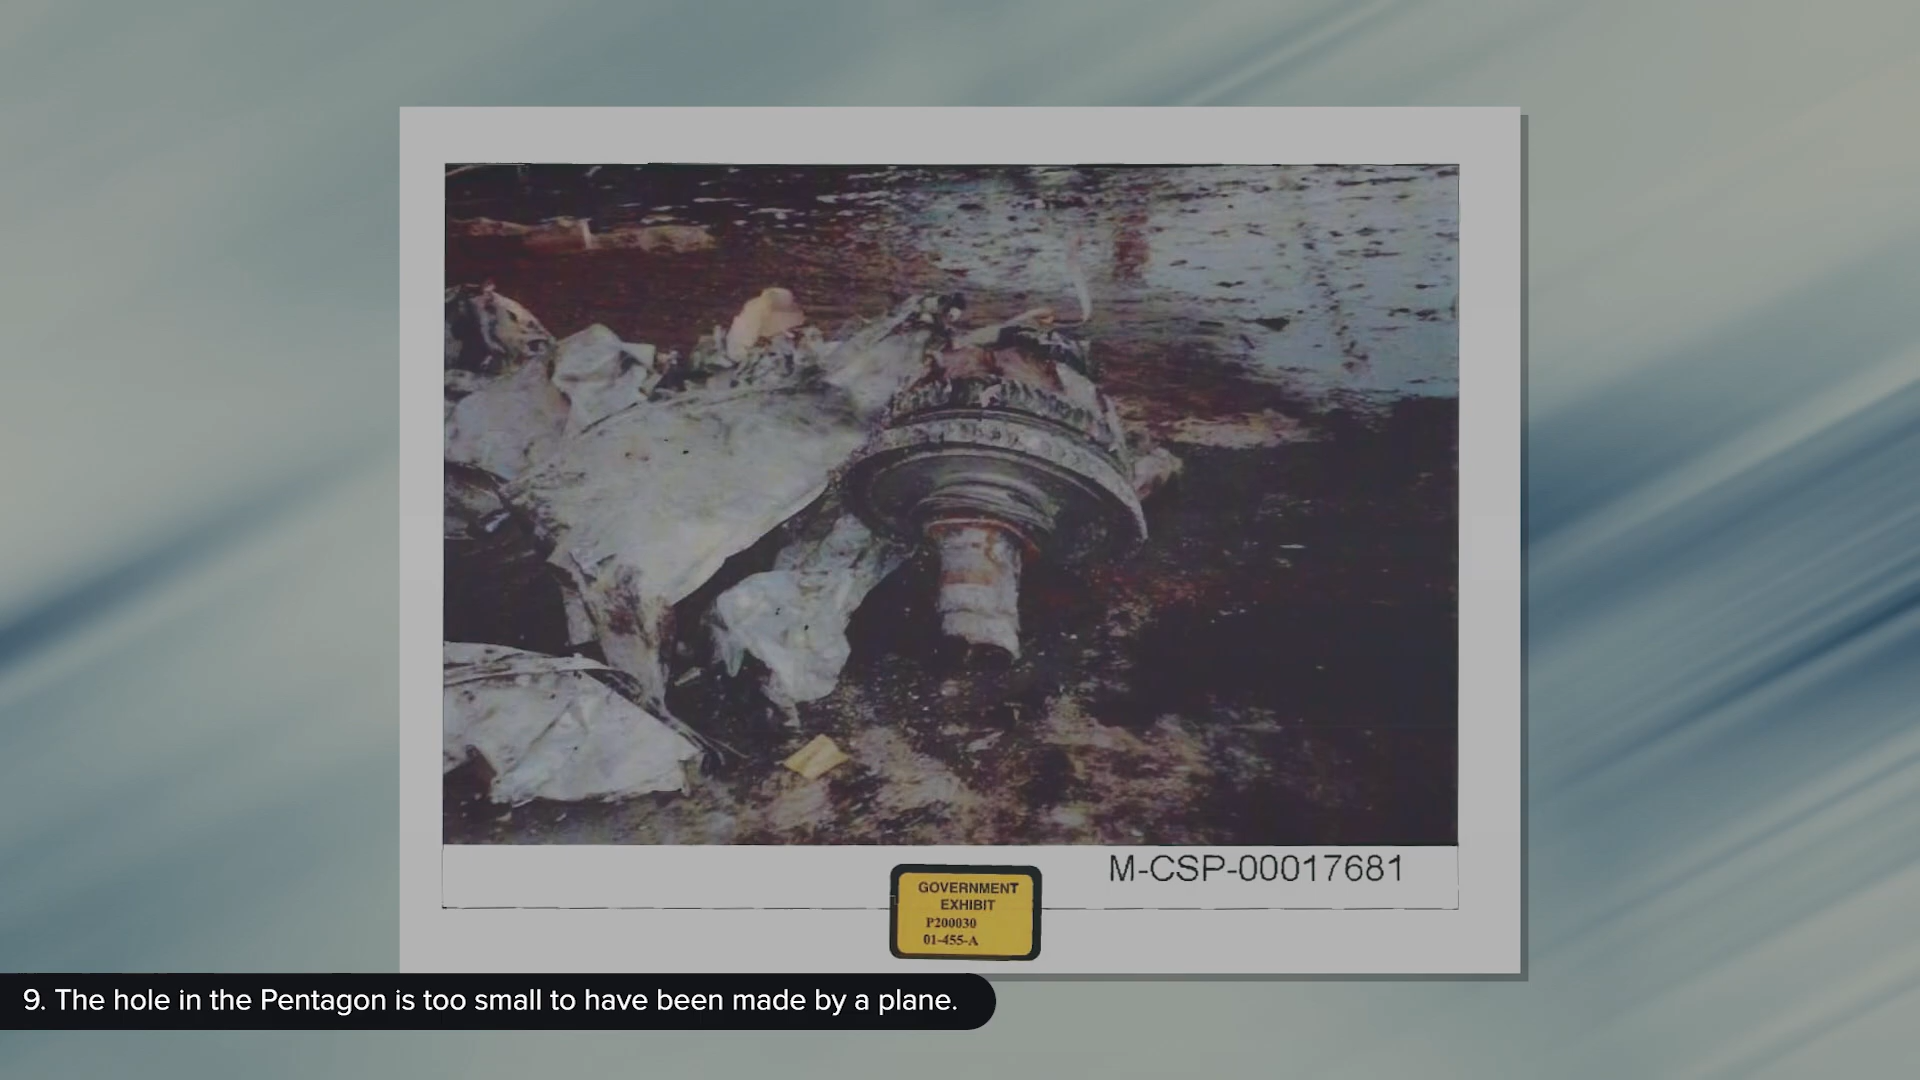 M-CSP-00017681
GOVERNMENT
EXHIBIT
P200030
01-455-A
9. The hole in the Pentagon is too small to have been made by a plane.